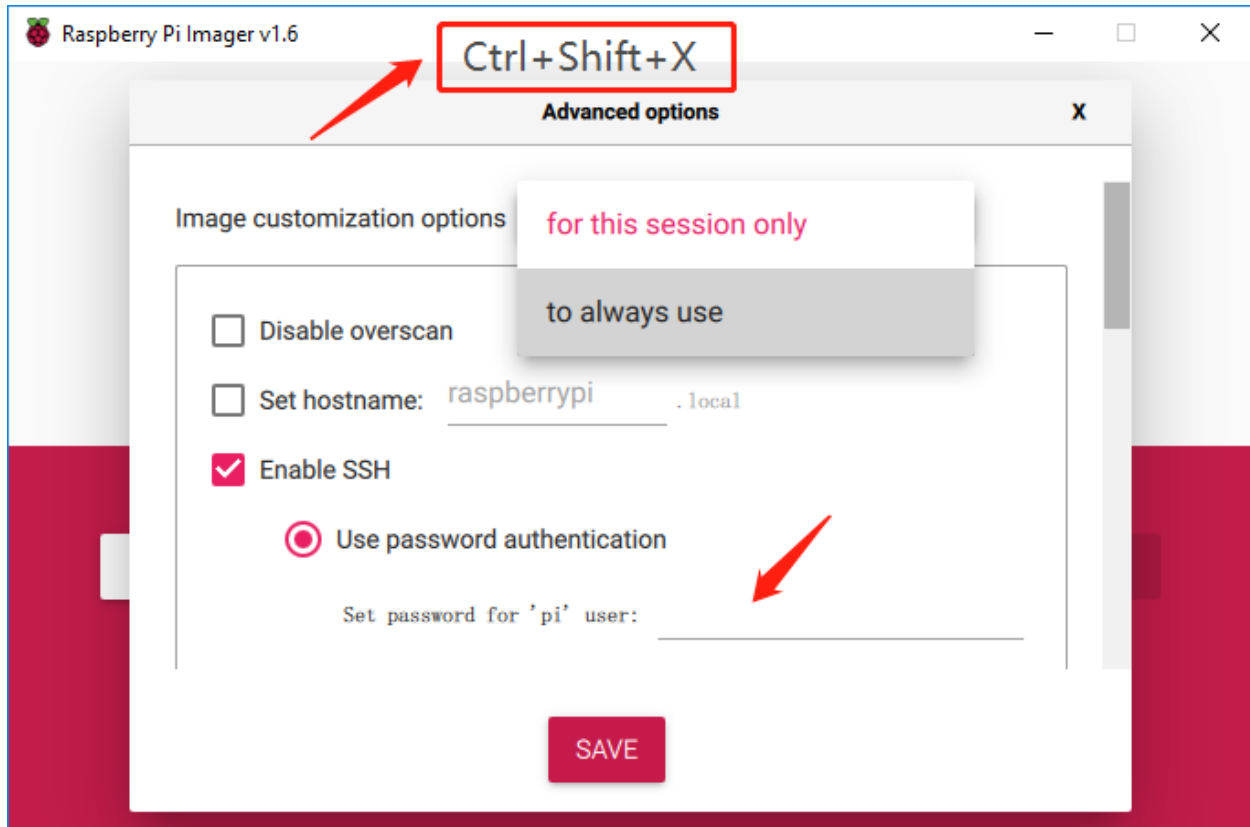 Raspberry Pi Imager v1.6
Ctrl+Shift+X
Advanced options X
Image customization options
for this session only
to always use
Disable overscan
Set hostname: raspberrypi .local
Enable SSH
Use password authentication
Set password for 'pi' user:
SAVE